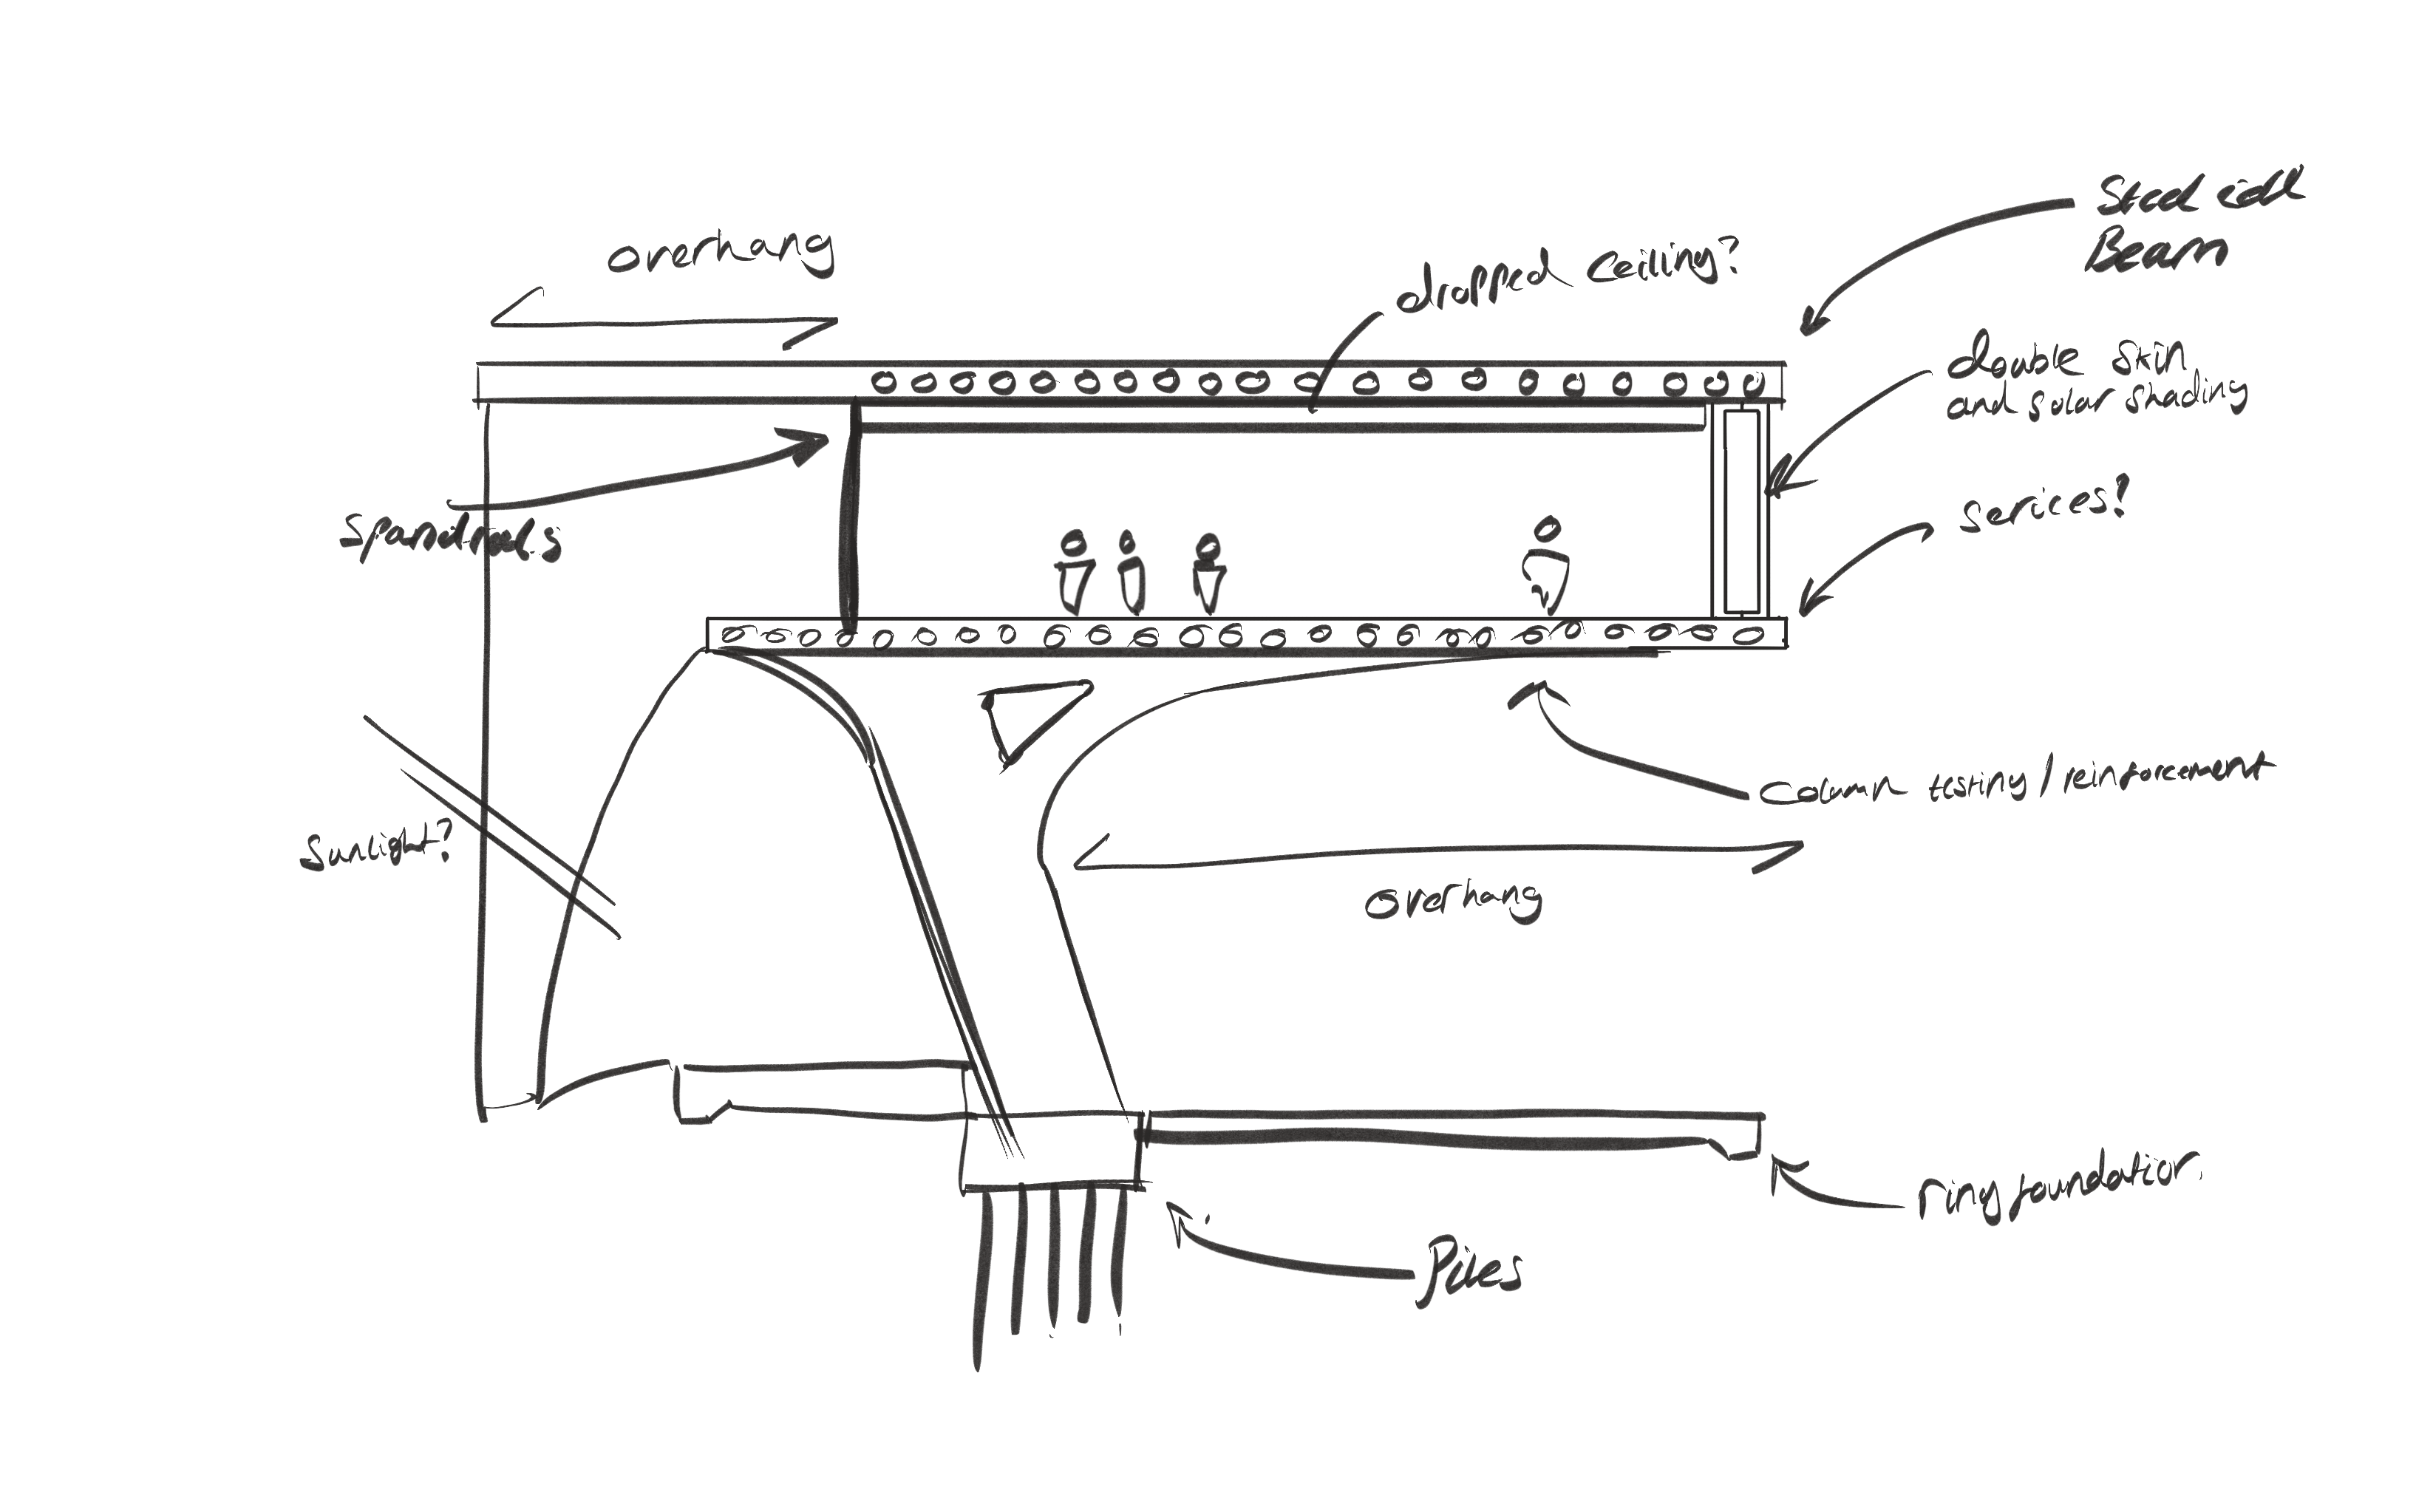 Steel cell
Beam
overhang
dropped ceiling?
double skin
and solar shading
Serices?
Spandreels
Column testing / reinforcement
Sunlight?
overhang
ring foundation.
Piles